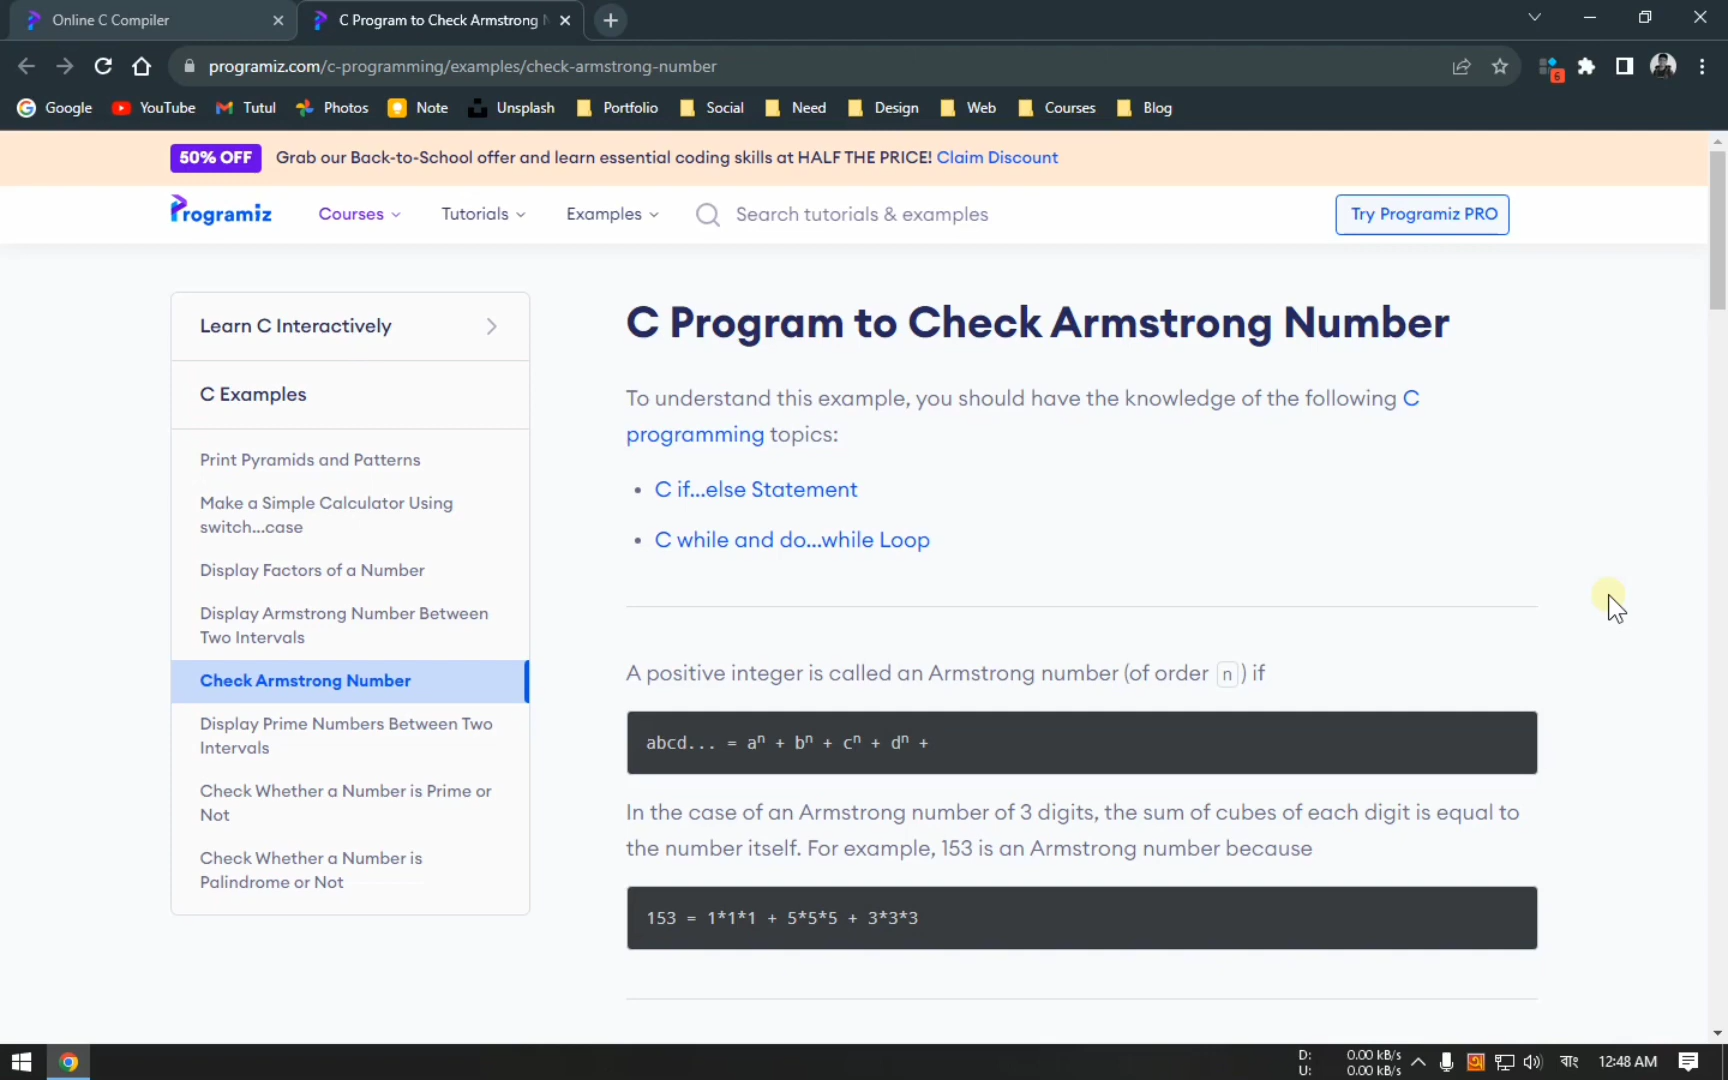 Online C Compiler
C Program to Check Armstrong N
programiz.com/c-programming/examples/check-armstrong-number
6
Google YouTube Tutul Photos Note Unsplash Portfolio Social Need Design Web Courses Blog
50% OFF Grab our Back-to-School offer and learn essential coding skills at HALF THE PRICE! Claim Discount
Programiz Courses Tutorials Examples Search tutorials & examples Try Programiz PRO
Learn C Interactively
C Examples
Print Pyramids and Patterns
Make a Simple Calculator Using
switch...case
Display Factors of a Number
Display Armstrong Number Between
Two Intervals
Check Armstrong Number
Display Prime Numbers Between Two
Intervals
Check Whether a Number is Prime or
Not
Check Whether a Number is
Palindrome or Not
C Program to Check Armstrong Number
To understand this example, you should have the knowledge of the following C
programming topics:
• C if...else Statement
• C while and do...while Loop
A positive integer is called an Armstrong number (of order n) if
abcd... = aⁿ + bⁿ + cⁿ + dⁿ +
In the case of an Armstrong number of 3 digits, the sum of cubes of each digit is equal to
the number itself. For example, 153 is an Armstrong number because
153 = 1*1*1 + 5*5*5 + 3*3*3
D: 0.00 kB/s
U: 0.00 kB/s
অ
বাং
12:48 AM